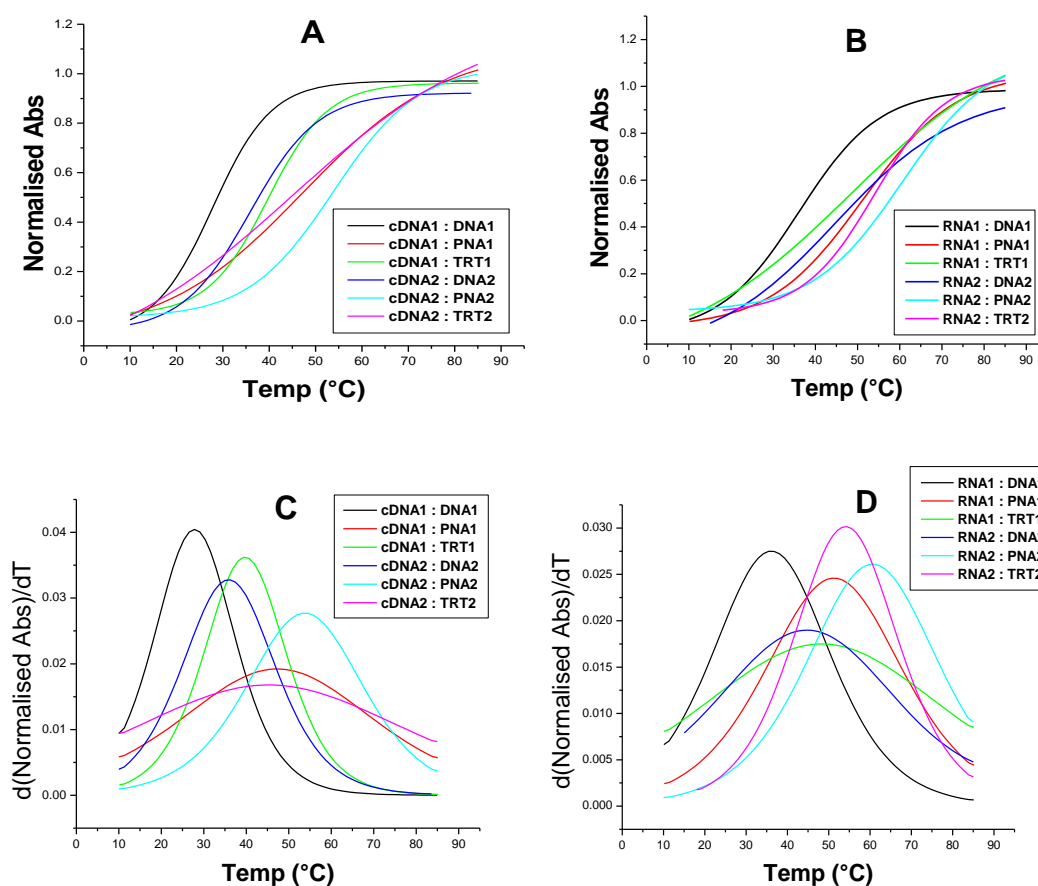 A
Normalised Abs
1.2
1.0
0.8
0.6
0.4
0.2
0.0
cDNA1 : DNA1
cDNA1 : PNA1
cDNA1 : TRT1
cDNA2 : DNA2
cDNA2 : PNA2
cDNA2 : TRT2
0 10 20 30 40 50 60 70 80 90
Temp (°C)
B
Normalised Abs
1.2
1.0
0.8
0.6
0.4
0.2
0.0
RNA1 : DNA1
RNA1 : PNA1
RNA1 : TRT1
RNA2 : DNA2
RNA2 : PNA2
RNA2 : TRT2
0 10 20 30 40 50 60 70 80 90
Temp (°C)
C
d(Normalised Abs)/dT
0.04
0.03
0.02
0.01
0.00
cDNA1 : DNA1
cDNA1 : PNA1
cDNA1 : TRT1
cDNA2 : DNA2
cDNA2 : PNA2
cDNA2 : TRT2
0 10 20 30 40 50 60 70 80 90
Temp (°C)
D
d(Normalised Abs)/dT
0.030
0.025
0.020
0.015
0.010
0.005
0.000
RNA1 : DNA1
RNA1 : PNA1
RNA1 : TRT1
RNA2 : DNA2
RNA2 : PNA2
RNA2 : TRT2
0 10 20 30 40 50 60 70 80 90
Temp (°C)